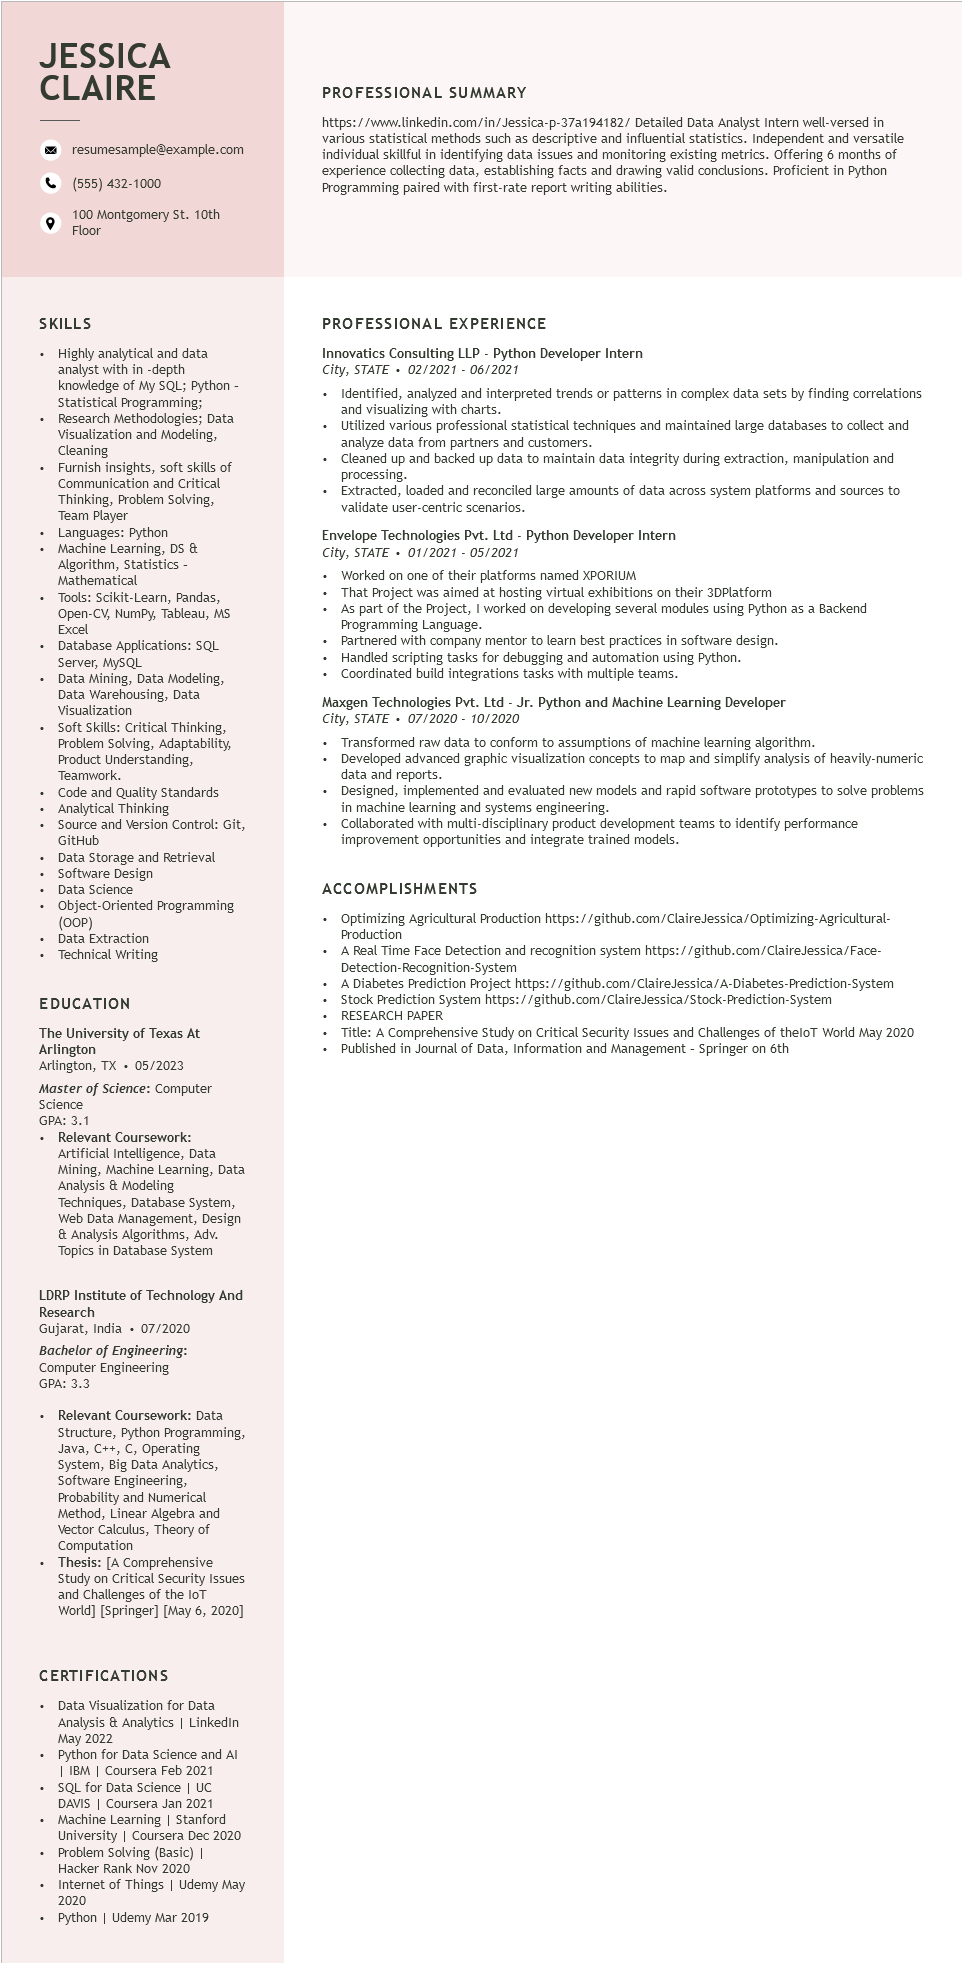 JESSICA
CLAIRE
resumesample@example.com
(555) 432-1000
100 Montgomery St. 10th
Floor
PROFESSIONAL SUMMARY
https://www.linkedin.com/in/Jessica-p-37a194182/ Detailed Data Analyst Intern well-versed in
various statistical methods such as descriptive and influential statistics. Independent and versatile
individual skillful in identifying data issues and monitoring existing metrics. Offering 6 months of
experience collecting data, establishing facts and drawing valid conclusions. Proficient in Python
Programming paired with first-rate report writing abilities.
SKILLS
• Highly analytical and data
analyst with in -depth
knowledge of My SQL; Python -
Statistical Programming;
• Research Methodologies; Data
Visualization and Modeling,
Cleaning
• Furnish insights, soft skills of
Communication and Critical
Thinking, Problem Solving,
Team Player
• Languages: Python
• Machine Learning, DS &
Algorithm, Statistics -
Mathematical
• Tools: Scikit-Learn, Pandas,
Open-CV, NumPy, Tableau, MS
Excel
• Database Applications: SQL
Server, MySQL
• Data Mining, Data Modeling,
Data Warehousing, Data
Visualization
• Soft Skills: Critical Thinking,
Problem Solving, Adaptability,
Product Understanding,
Teamwork.
• Code and Quality Standards
• Analytical Thinking
• Source and Version Control: Git,
GitHub
• Data Storage and Retrieval
• Software Design
• Data Science
• Object-Oriented Programming
(OOP)
• Data Extraction
• Technical Writing
EDUCATION
The University of Texas At
Arlington
Arlington, TX • 05/2023
Master of Science: Computer
Science
GPA: 3.1
• Relevant Coursework:
Artificial Intelligence, Data
Mining, Machine Learning, Data
Analysis & Modeling
Techniques, Database System,
Web Data Management, Design
& Analysis Algorithms, Adv.
Topics in Database System
LDRP Institute of Technology And
Research
Gujarat, India • 07/2020
Bachelor of Engineering:
Computer Engineering
GPA: 3.3
• Relevant Coursework: Data
Structure, Python Programming,
Java, C++, C, Operating
System, Big Data Analytics,
Software Engineering,
Probability and Numerical
Method, Linear Algebra and
Vector Calculus, Theory of
Computation
• Thesis: [A Comprehensive
Study on Critical Security Issues
and Challenges of the IoT
World] [Springer] [May 6, 2020]
CERTIFICATIONS
• Data Visualization for Data
Analysis & Analytics | LinkedIn
May 2022
• Python for Data Science and AI
| IBM | Coursera Feb 2021
• SQL for Data Science | UC
DAVIS | Coursera Jan 2021
• Machine Learning | Stanford
University | Coursera Dec 2020
• Problem Solving (Basic) |
Hacker Rank Nov 2020
• Internet of Things | Udemy May
2020
• Python | Udemy Mar 2019
PROFESSIONAL EXPERIENCE
Innovatics Consulting LLP - Python Developer Intern
City, STATE • 02/2021 - 06/2021
• Identified, analyzed and interpreted trends or patterns in complex data sets by finding correlations
and visualizing with charts.
• Utilized various professional statistical techniques and maintained large databases to collect and
analyze data from partners and customers.
• Cleaned up and backed up data to maintain data integrity during extraction, manipulation and
processing.
• Extracted, loaded and reconciled large amounts of data across system platforms and sources to
validate user-centric scenarios.
Envelope Technologies Pvt. Ltd - Python Developer Intern
City, STATE • 01/2021 - 05/2021
• Worked on one of their platforms named XPORIUM
• That Project was aimed at hosting virtual exhibitions on their 3DPlatform
• As part of the Project, I worked on developing several modules using Python as a Backend
Programming Language.
• Partnered with company mentor to learn best practices in software design.
• Handled scripting tasks for debugging and automation using Python.
• Coordinated build integrations tasks with multiple teams.
Maxgen Technologies Pvt. Ltd - Jr. Python and Machine Learning Developer
City, STATE • 07/2020 - 10/2020
• Transformed raw data to conform to assumptions of machine learning algorithm.
• Developed advanced graphic visualization concepts to map and simplify analysis of heavily-numeric
data and reports.
• Designed, implemented and evaluated new models and rapid software prototypes to solve problems
in machine learning and systems engineering.
• Collaborated with multi-disciplinary product development teams to identify performance
improvement opportunities and integrate trained models.
ACCOMPLISHMENTS
• Optimizing Agricultural Production https://github.com/ClaireJessica/Optimizing-Agricultural-
Production
• A Real Time Face Detection and recognition system https://github.com/ClaireJessica/Face-
Detection-Recognition-System
• A Diabetes Prediction Project https://github.com/ClaireJessica/A-Diabetes-Prediction-System
• Stock Prediction System https://github.com/ClaireJessica/Stock-Prediction-System
• RESEARCH PAPER
• Title: A Comprehensive Study on Critical Security Issues and Challenges of theIoT World May 2020
• Published in Journal of Data, Information and Management – Springer on 6th